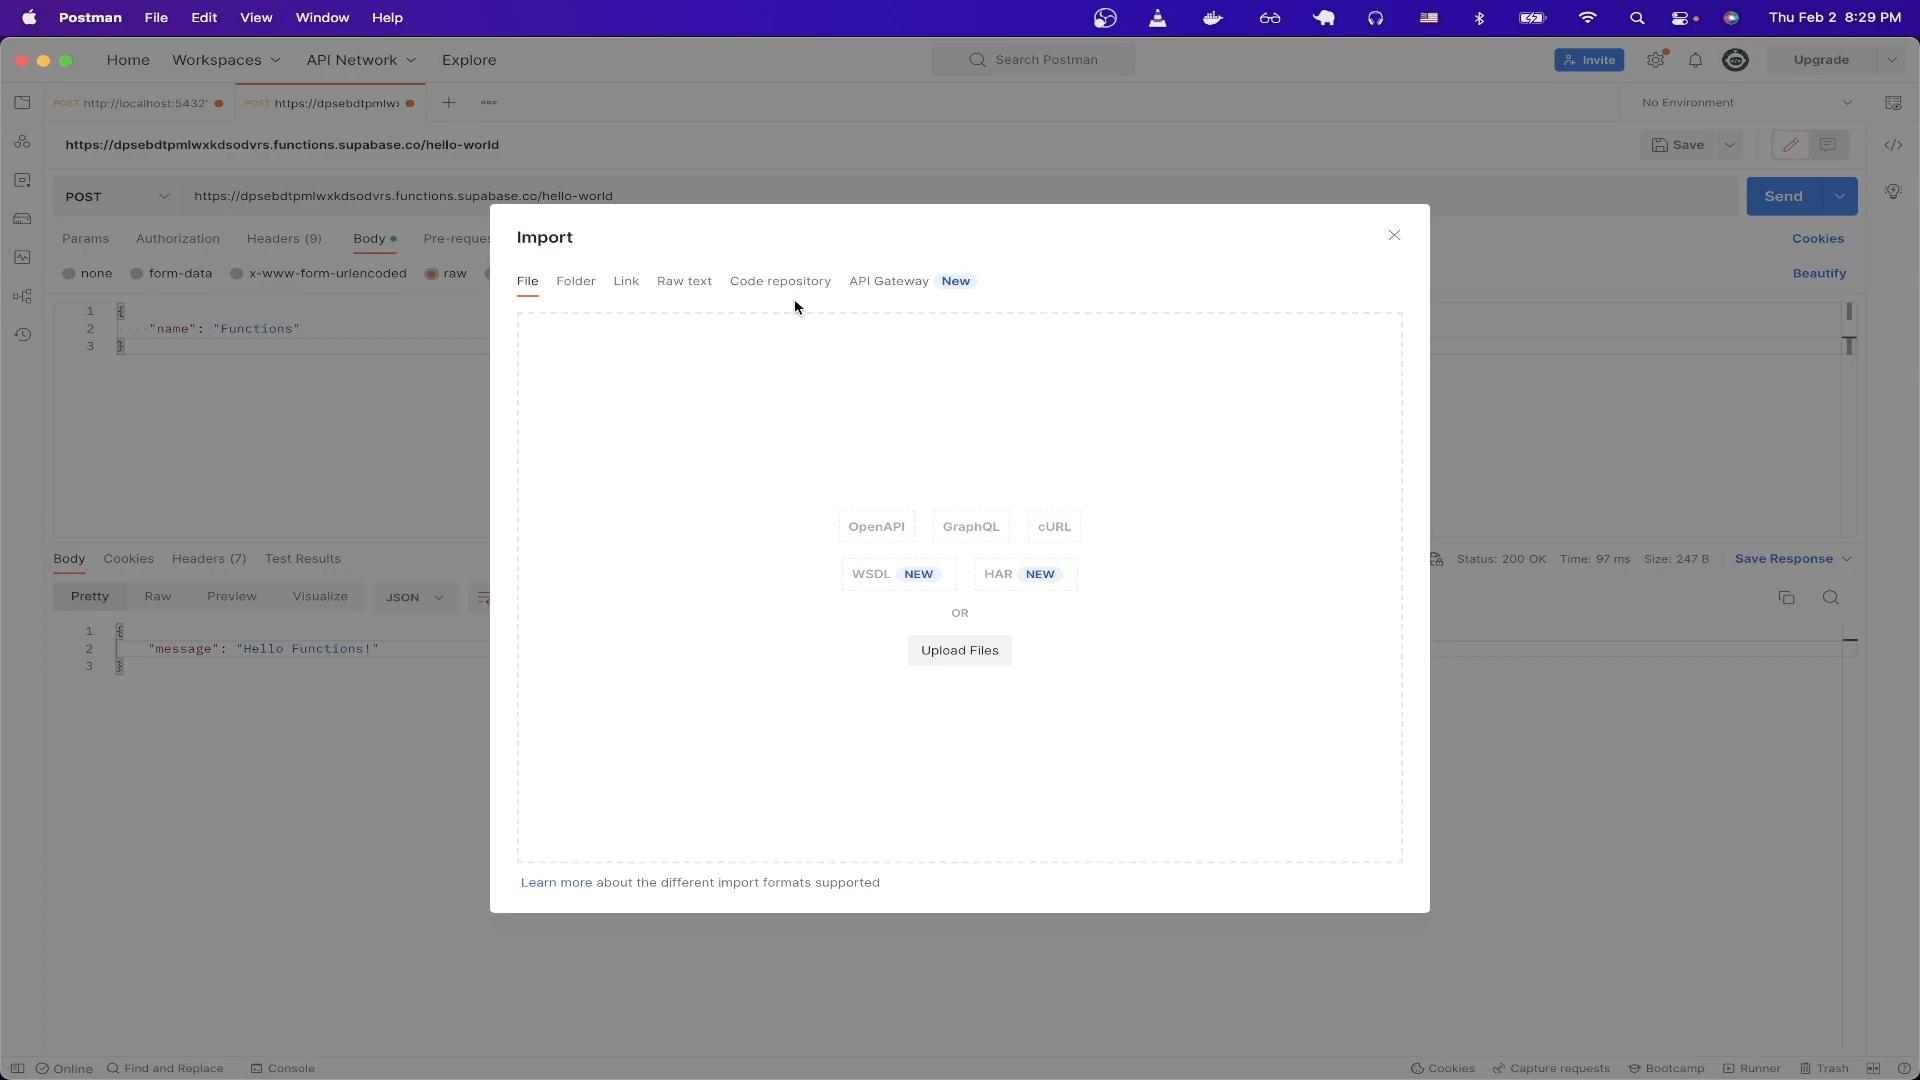 Postman File Edit View Window Help Thu Feb 2 8:29 PM
Home Workspaces API Network Explore Search Postman Invite Upgrade
POST http://localhost:5432 POST https://dpsebdtpmlw No Environment
https://dpsebdtpmlwxkdsodvrs.functions.supabase.co/hello-world Save
POST https://dpsebdtpmlwxkdsodvrs.functions.supabase.co/hello-world Send
Params Authorization Headers (9) Body Pre-reques Cookies
none form-data x-www-form-urlencoded raw Beautify
1 {
2 "name": "Functions"
3 }
Import
File Folder Link Raw text Code repository API Gateway New
OpenAPI GraphQL cURL
WSDL NEW HAR NEW
OR
Upload Files
Learn more about the different import formats supported
Body Cookies Headers (7) Test Results Status: 200 OK Time: 97 ms Size: 247 B Save Response
Pretty Raw Preview Visualize JSON
1 {
2 "message": "Hello Functions!"
3 }
Online Find and Replace Console Cookies Capture requests Bootcamp Runner Trash